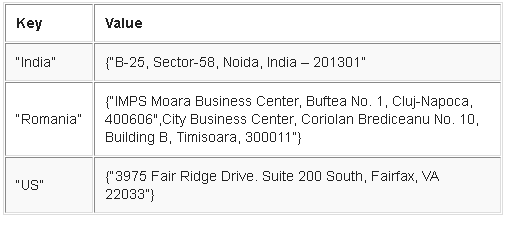 Key Value
"India" {"B-25, Sector-58, Noida, India – 201301"
{"IMPS Moara Business Center, Buftea No. 1, Cluj-Napoca,
"Romania" 400606",City Business Center, Coriolan Brediceanu No. 10,
Building B, Timisoara, 300011"}
{"3975 Fair Ridge Drive. Suite 200 South, Fairfax, VA
"US" 22033"}